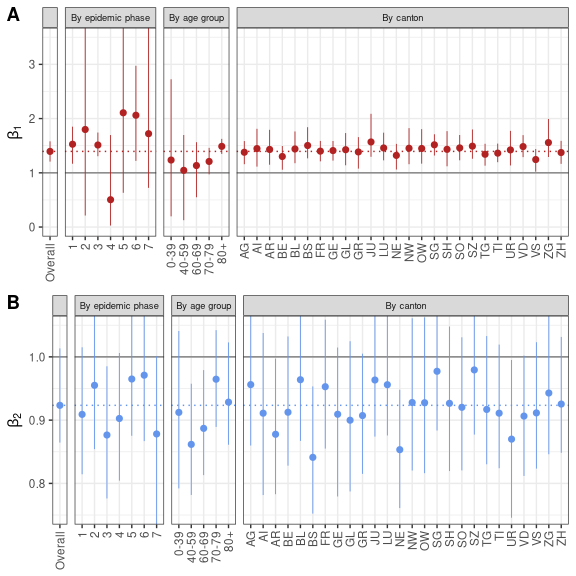 A
By epidemic phase
By age group
By canton
β1
3
2
1
0
Overall
1 2 3 4 5 6 7
0-39 40-59 60-69 70-79 80+
AG AI AR BE BL BS FR GE GL GR JU LU NE NW OW SG SH SO SZ TG TI UR VD VS ZG ZH
B
By epidemic phase
By age group
By canton
β2
1.0
0.9
0.8
Overall
1 2 3 4 5 6 7
0-39 40-59 60-69 70-79 80+
AG AI AR BE BL BS FR GE GL GR JU LU NE NW OW SG SH SO SZ TG TI UR VD VS ZG ZH